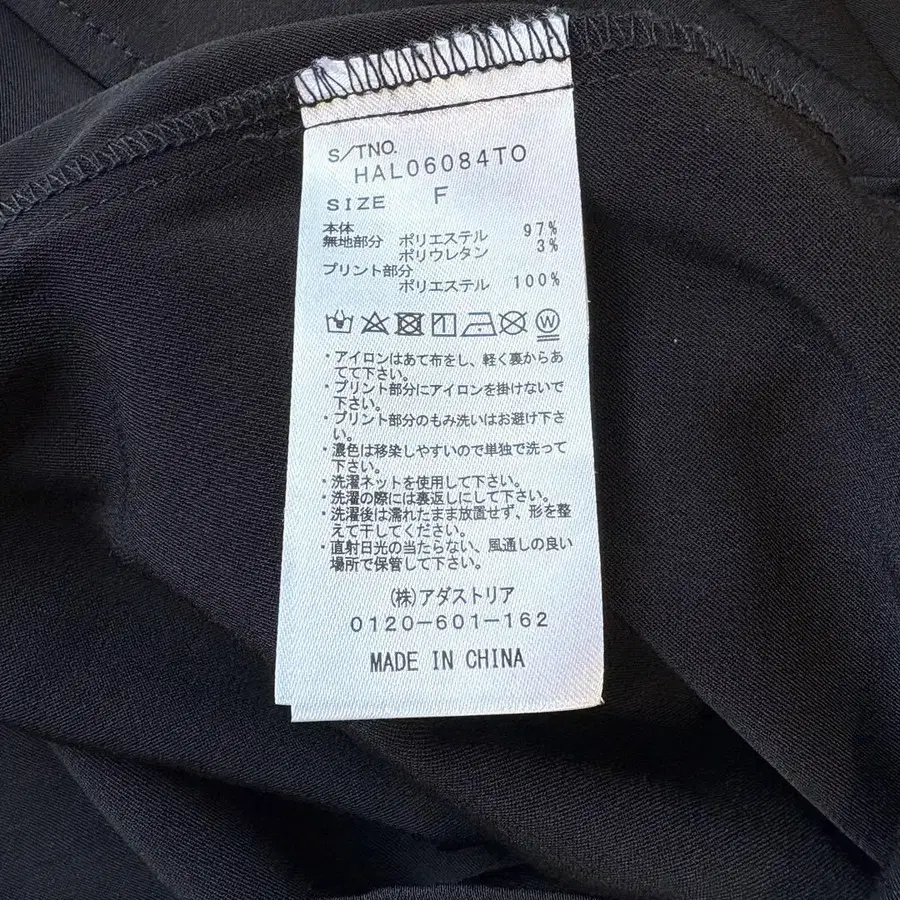 S/TNO.
HAL06084TO
SIZE F
本体
無地部分 ポリエステル 97%
ポリウレタン 3%
プリント部分
ポリエステル 100%
W
・アイロンはあて布をし、軽く裏からあ
てて下さい。
・プリント部分にアイロンを掛けないで
下さい。
・プリント部分のもみ洗いはお避け下さ
い。
・濃色は移染しやすいので単独で洗って
下さい。
・洗濯ネットを使用して下さい。
・洗濯の際には裏返しにして下さい。
・洗濯後は濡れたまま放置せず、形を整
えて干してください。
・直射日光の当たらない、風通しの良い
場所で保管して下さい。
(株)アダストリア
0120-601-162
MADE IN CHINA